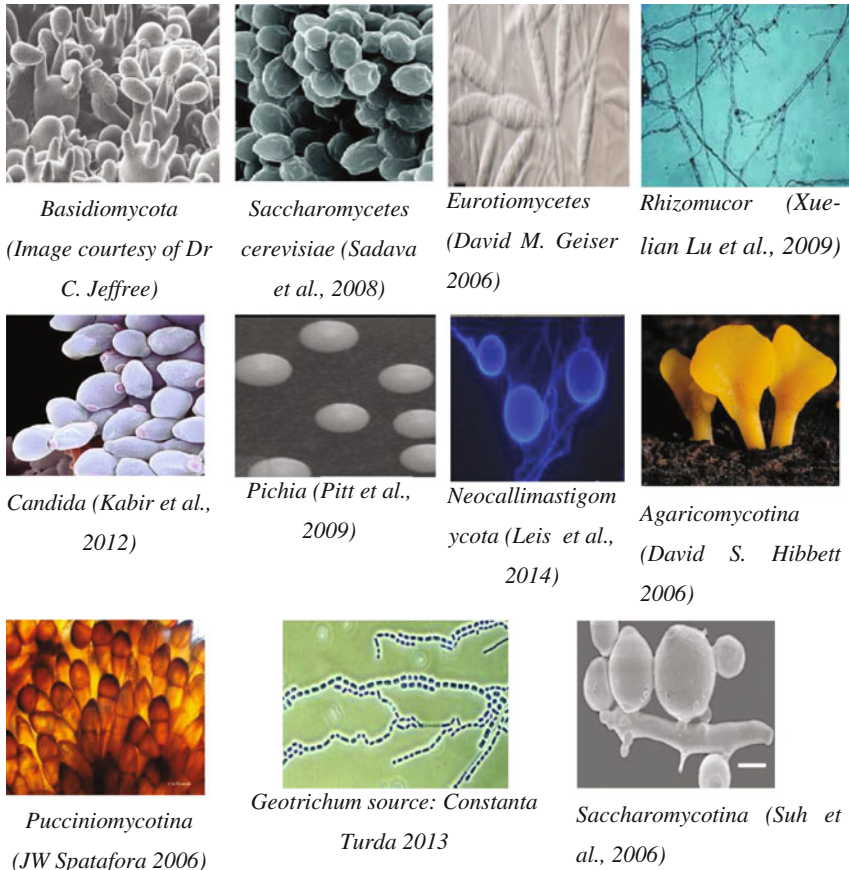 Basidiomycota
(Image courtesy of Dr
C. Jeffree)
Saccharomycetes
cerevisiae (Sadava
et al., 2008)
Eurotiomycetes
(David M. Geiser
2006)
Rhizomucor (Xue-
lian Lu et al., 2009)
Candida (Kabir et al.,
2012)
Pichia (Pitt et al.,
2009)
Neocallimastigom
ycota (Leis et al.,
2014)
Agaricomycotina
(David S. Hibbett
2006)
Pucciniomycotina
(JW Spatafora 2006)
Geotrichum source: Constanta
Turda 2013
Saccharomycotina (Suh et
al., 2006)